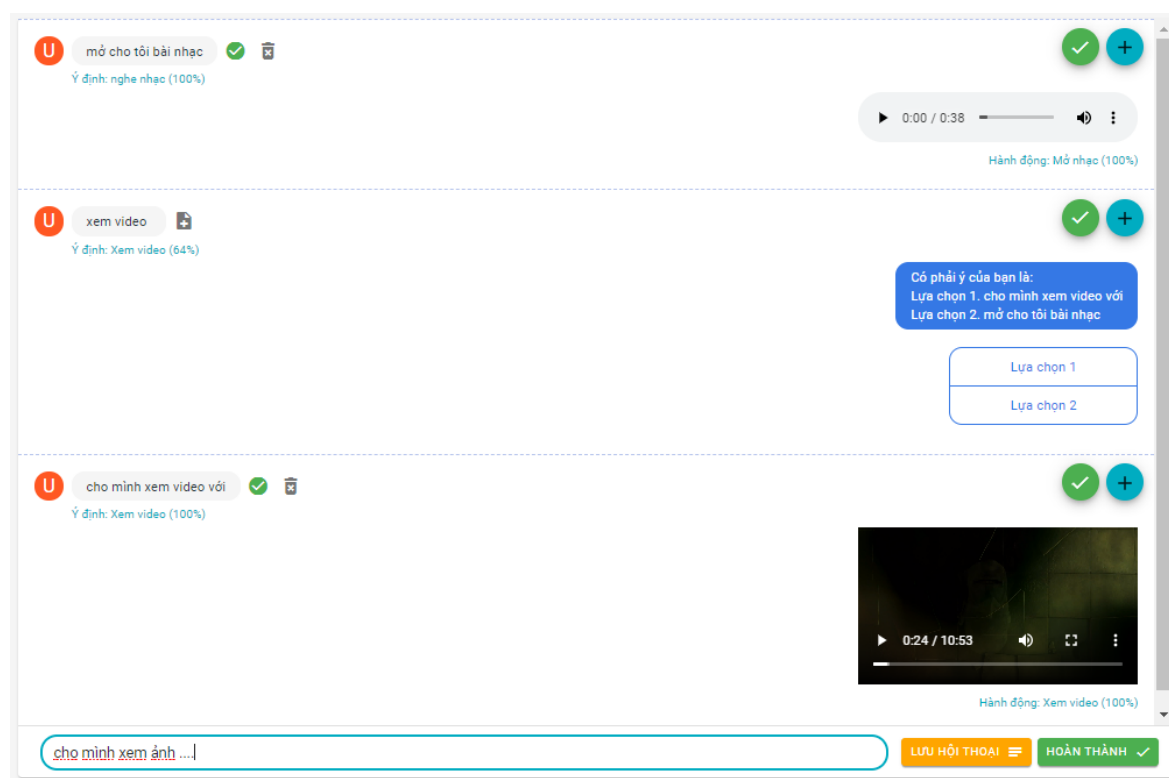 U mở cho tôi bài nhạc
Ý định: nghe nhạc (100%)
0:00 / 0:38
Hành động: Mở nhạc (100%)
U xem video
Ý định: Xem video (64%)
Có phải ý của bạn là:
Lựa chọn 1. cho mình xem video với
Lựa chọn 2. mở cho tôi bài nhạc
Lựa chọn 1
Lựa chọn 2
U cho mình xem video với
Ý định: Xem video (100%)
0:24 / 10:53
Hành động: Xem video (100%)
cho mình xem ảnh ....
LƯU HỘI THOẠI
HOÀN THÀNH